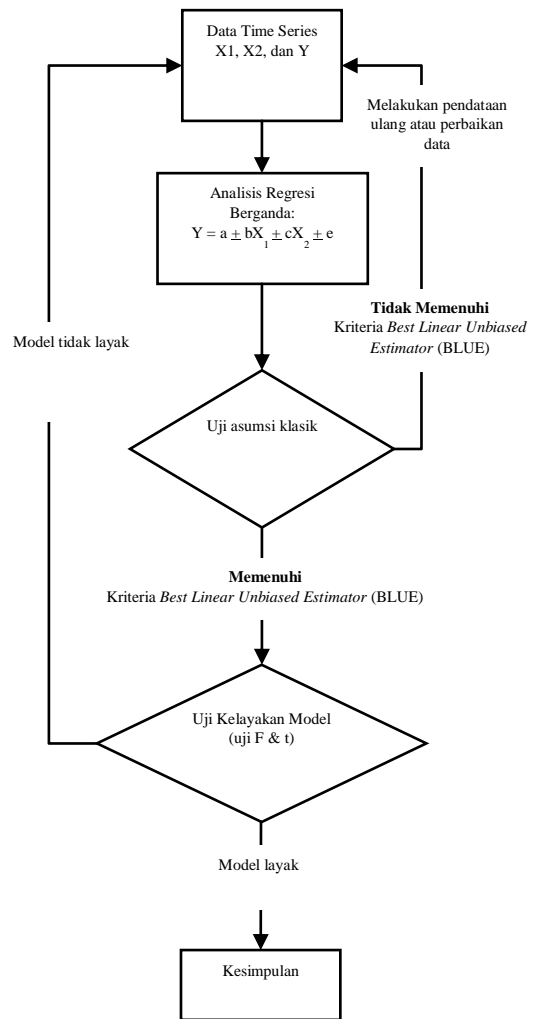 Data Time Series
X1, X2, dan Y
Melakukan pendataan
ulang atau perbaikan
data
Analisis Regresi
Berganda:
Y = a ± bX₁ ± cX₂ ± e
Tidak Memenuhi
Kriteria Best Linear Unbiased
Estimator (BLUE)
Model tidak layak
Uji asumsi klasik
Memenuhi
Kriteria Best Linear Unbiased Estimator (BLUE)
Uji Kelayakan Model
(uji F & t)
Model layak
Kesimpulan